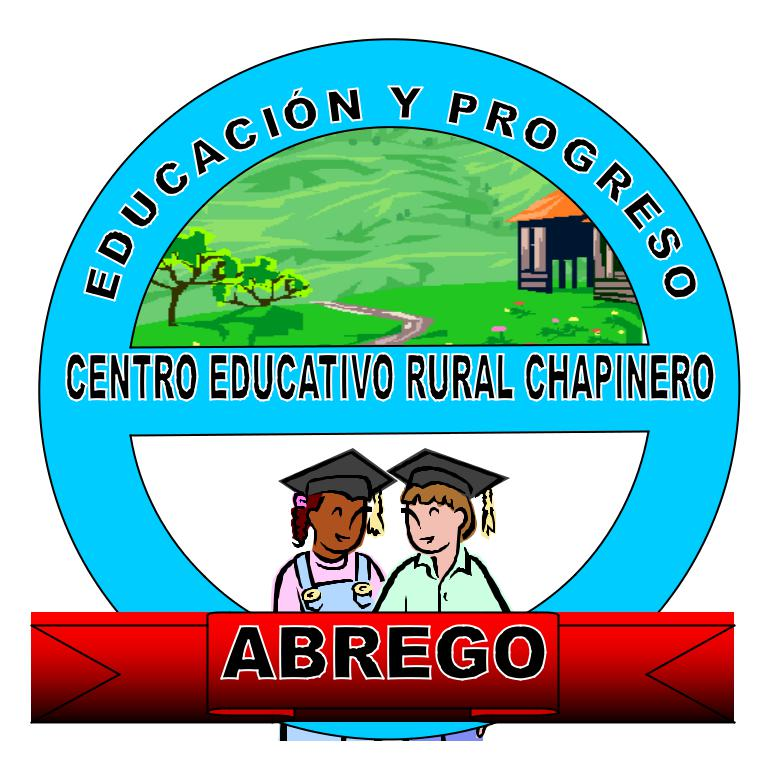 EDUCACIÓN Y PROGRESO
CENTRO EDUCATIVO RURAL CHAPINERO
ABREGO